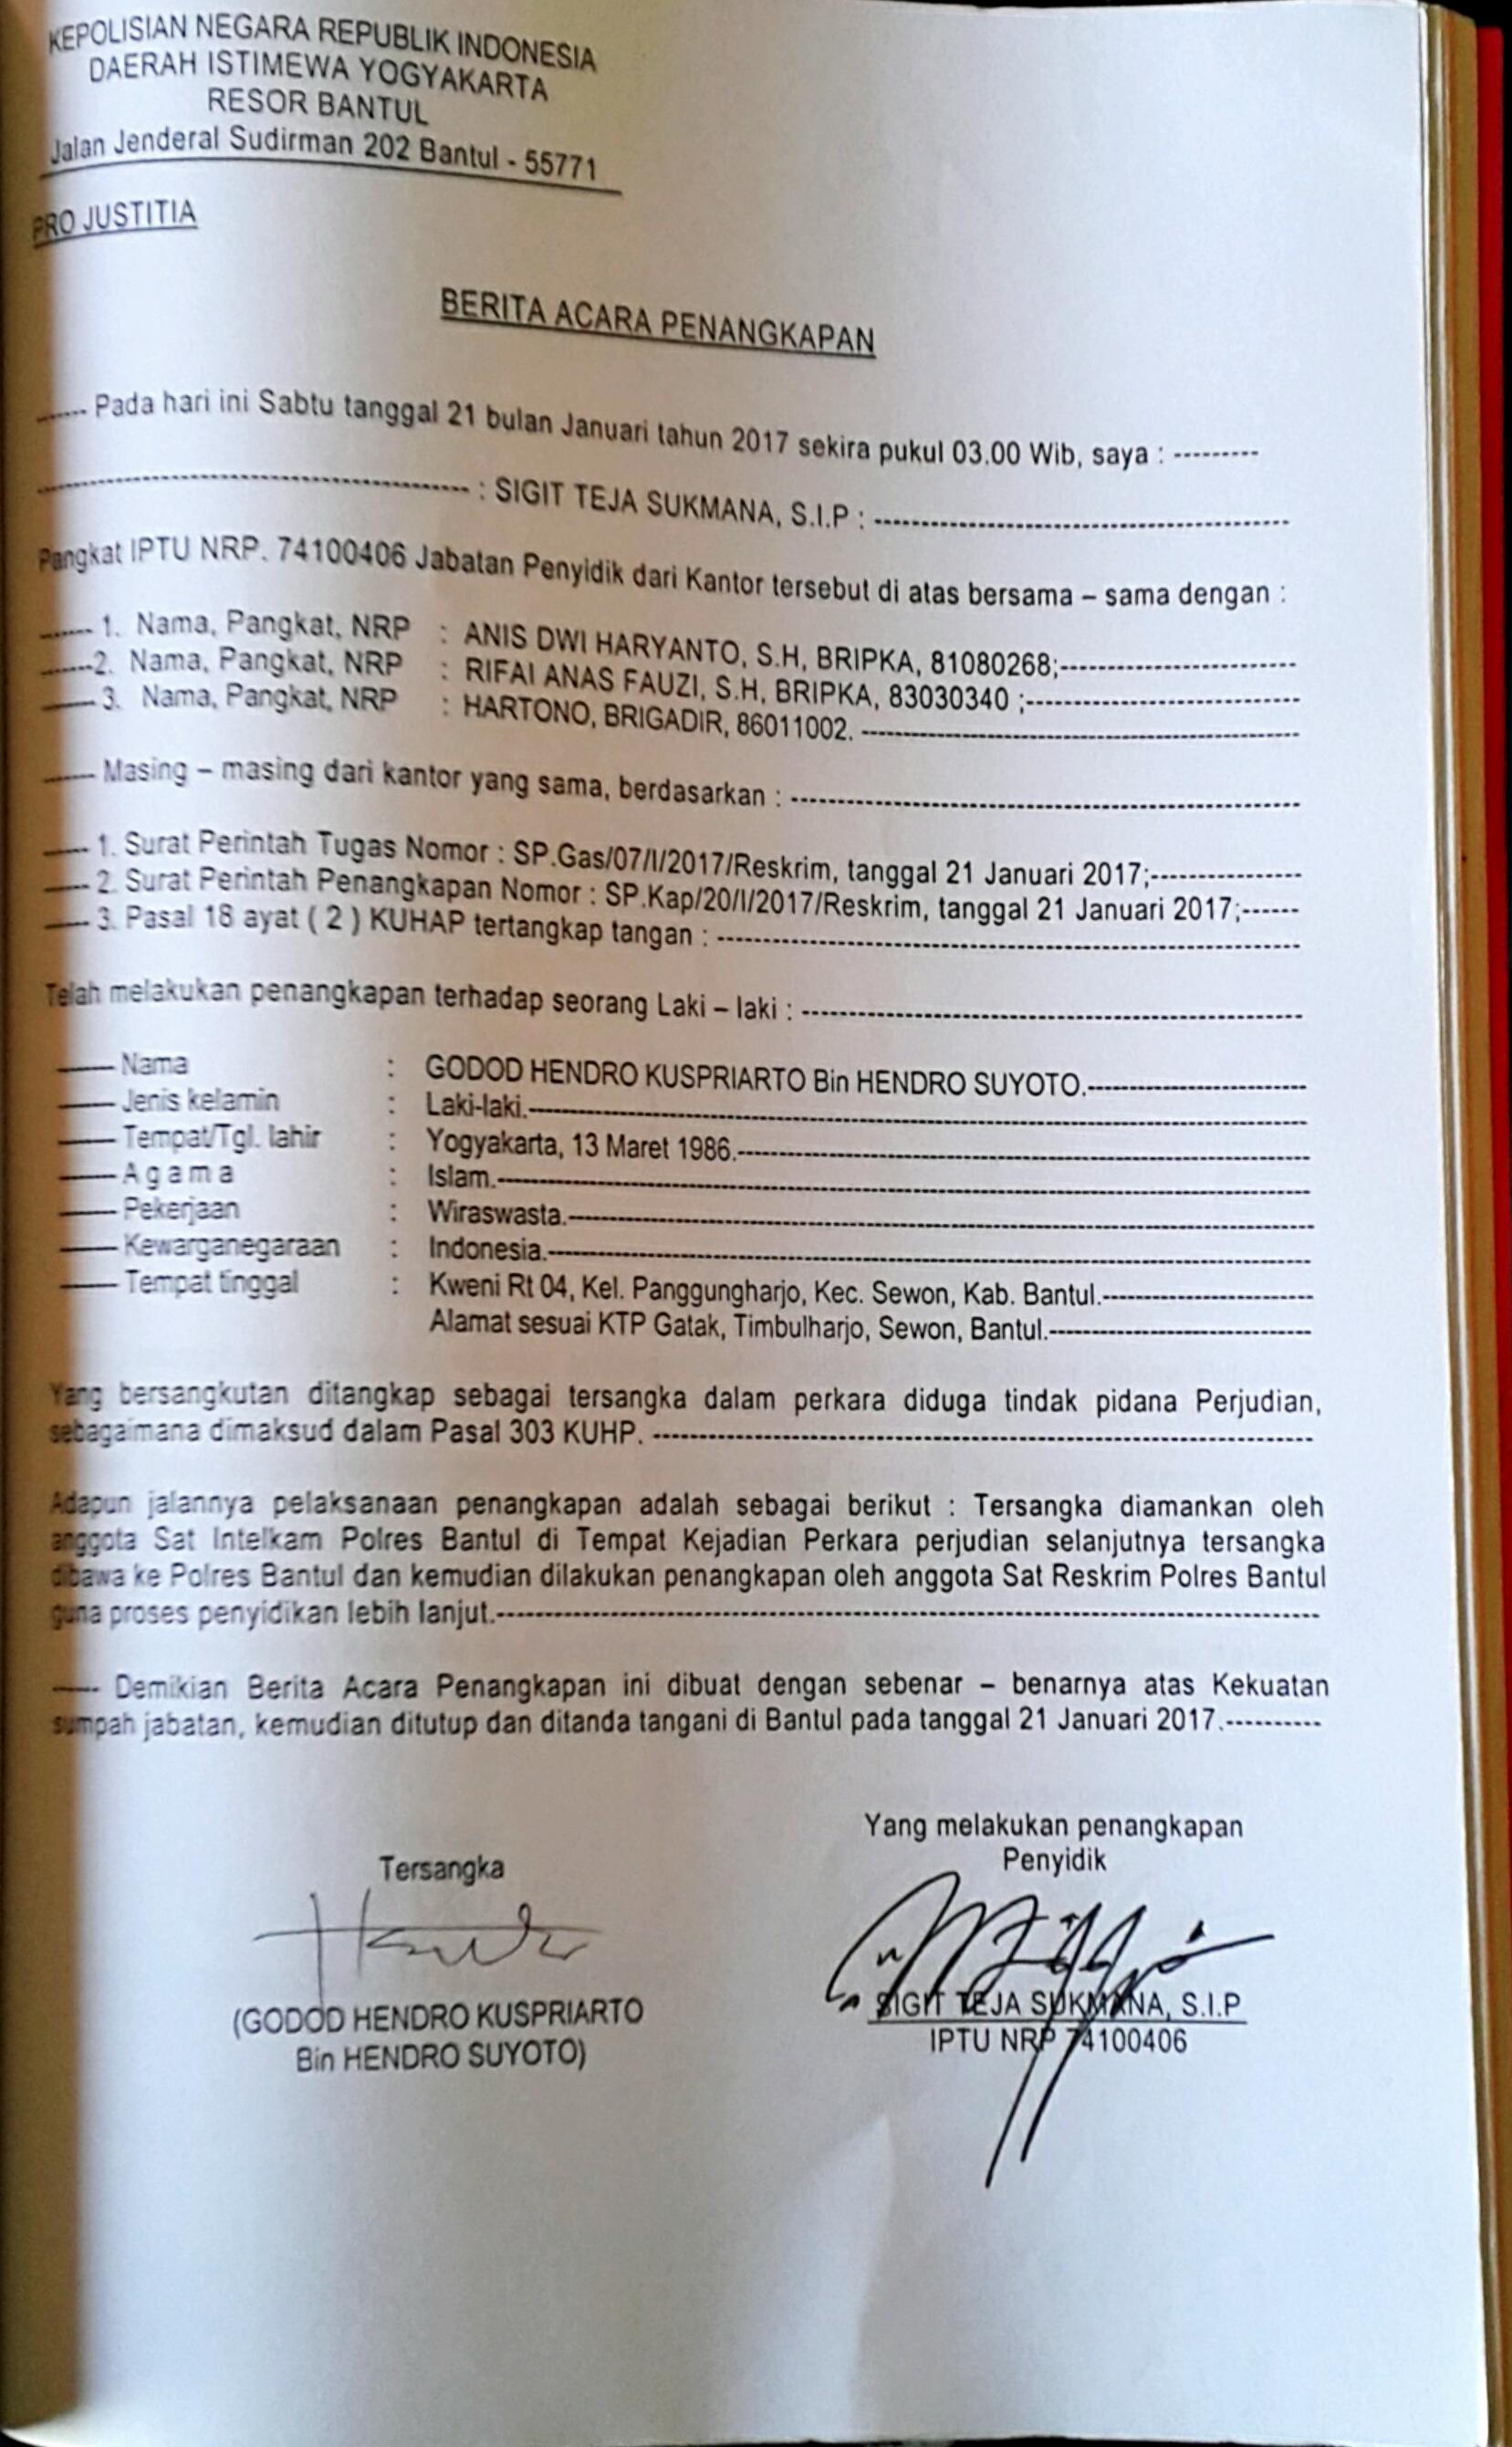 KEPOLISIAN NEGARA REPUBLIK INDONESIA
DAERAH ISTIMEWA YOGYAKARTA
RESOR BANTUL
Jalan Jenderal Sudirman 202 Bantul - 55771
PRO JUSTITIA
BERITA ACARA PENANGKAPAN
------ Pada hari ini Sabtu tanggal 21 bulan Januari tahun 2017 sekira pukul 03.00 Wib, saya : ---------
--------------------------------------------- : SIGIT TEJA SUKMANA, S.I.P : ---------------------------------------------
Pangkat IPTU NRP. 74100406 Jabatan Penyidik dari Kantor tersebut di atas bersama – sama dengan :
------ 1. Nama, Pangkat, NRP : ANIS DWI HARYANTO, S.H, BRIPKA, 81080268;-------------------------
------2. Nama, Pangkat, NRP : RIFAI ANAS FAUZI, S.H, BRIPKA, 83030340 ;-----------------------------
------ 3. Nama, Pangkat, NRP : HARTONO, BRIGADIR, 86011002. -----------------------------------------------
------ Masing – masing dari kantor yang sama, berdasarkan : -------------------------------------------------------
----- 1. Surat Perintah Tugas Nomor : SP.Gas/07/I/2017/Reskrim, tanggal 21 Januari 2017;----------------
----- 2. Surat Perintah Penangkapan Nomor : SP.Kap/20/I/2017/Reskrim, tanggal 21 Januari 2017;------
----- 3. Pasal 18 ayat ( 2 ) KUHAP tertangkap tangan : ---------------------------------------------------------------
Telah melakukan penangkapan terhadap seorang Laki – laki : ------------------------------------------------------
------ Nama : GODOD HENDRO KUSPRIARTO Bin HENDRO SUYOTO.------------------------
------ Jenis kelamin : Laki-laki.-------------------------------------------------------------------------------------
------ Tempat/Tgl. lahir : Yogyakarta, 13 Maret 1986.--------------------------------------------------------------
------ A g a m a : Islam.-----------------------------------------------------------------------------------------
------ Pekerjaan : Wiraswasta.---------------------------------------------------------------------------------
------ Kewarganegaraan : Indonesia.-----------------------------------------------------------------------------------
------ Tempat tinggal : Kweni Rt 04, Kel. Panggungharjo, Kec. Sewon, Kab. Bantul.-----------------------
Alamat sesuai KTP Gatak, Timbulharjo, Sewon, Bantul.----------------------------
Yang bersangkutan ditangkap sebagai tersangka dalam perkara diduga tindak pidana Perjudian,
sebagaimana dimaksud dalam Pasal 303 KUHP. -----------------------------------------------------------------------
Adapun jalannya pelaksanaan penangkapan adalah sebagai berikut : Tersangka diamankan oleh
anggota Sat Intelkam Polres Bantul di Tempat Kejadian Perkara perjudian selanjutnya tersangka
dibawa ke Polres Bantul dan kemudian dilakukan penangkapan oleh anggota Sat Reskrim Polres Bantul
guna proses penyidikan lebih lanjut.-----------------------------------------------------------------------------------------
----- Demikian Berita Acara Penangkapan ini dibuat dengan sebenar – benarnya atas Kekuatan
sumpah jabatan, kemudian ditutup dan ditanda tangani di Bantul pada tanggal 21 Januari 2017.----------
Yang melakukan penangkapan
Penyidik
Tersangka
SIGIT TEJA SUKMANA, S.I.P
IPTU NRP 74100406
(GODOD HENDRO KUSPRIARTO
Bin HENDRO SUYOTO)